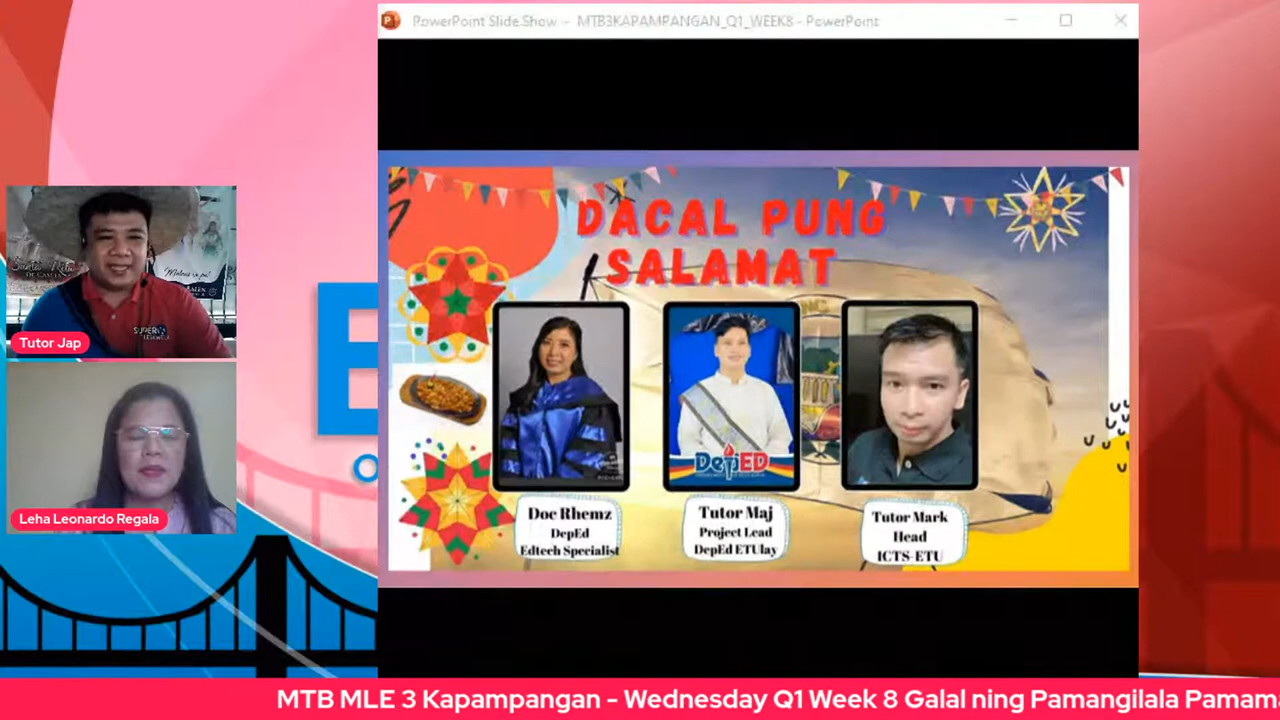 PowerPoint Slide Show - MTB3KAPAMPANGAN_Q1_WEEK8 - PowerPoint
DACAL PUNG
SALAMAT
Tutor Jap
Leha Leonardo Regala
DepED
Doc Rhemz
DepEd
Edtech Specialist
Tutor Maj
Project Lead
DepEd ETUlay
Tutor Mark
Head
ICTS-ETU
MTB MLE 3 Kapampangan - Wednesday Q1 Week 8 Galal ning Pamangilala Pamama